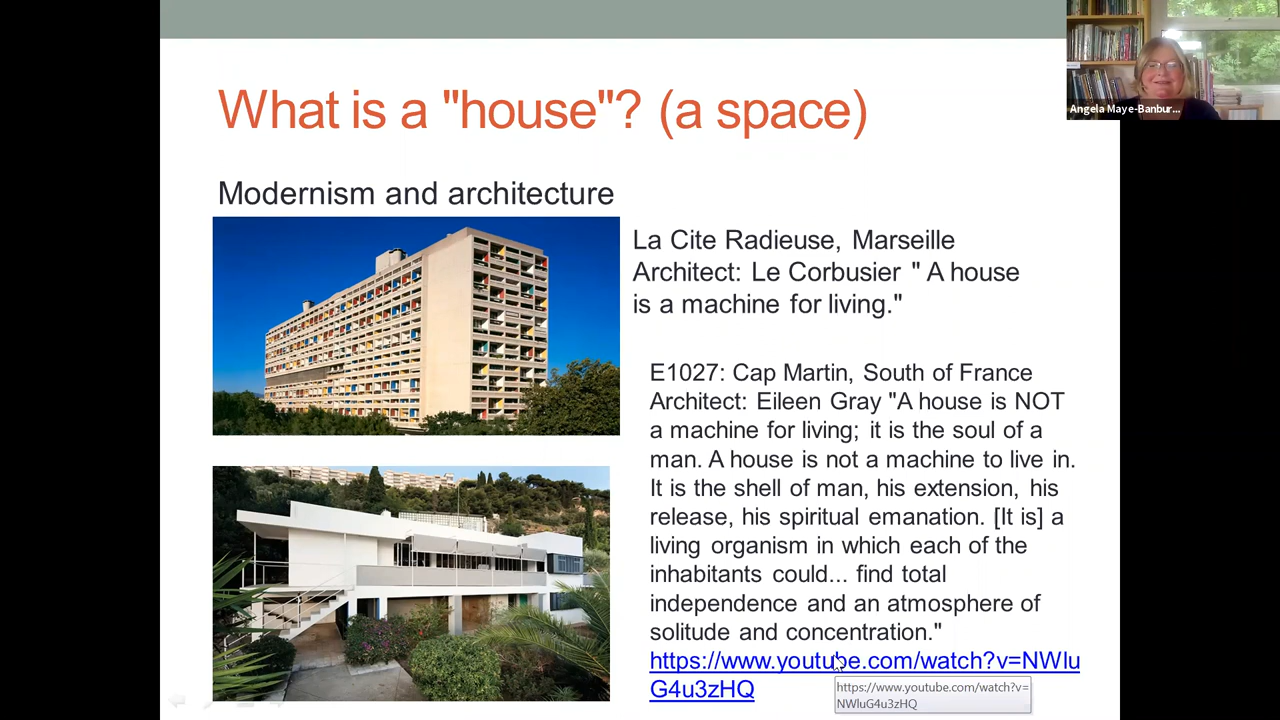 What is a "house"? (a space)
Angela Maye-Banbur...
Modernism and architecture
La Cite Radieuse, Marseille
Architect: Le Corbusier " A house
is a machine for living."
E1027: Cap Martin, South of France
Architect: Eileen Gray "A house is NOT
a machine for living; it is the soul of a
man. A house is not a machine to live in.
It is the shell of man, his extension, his
release, his spiritual emanation. [It is] a
living organism in which each of the
inhabitants could... find total
independence and an atmosphere of
solitude and concentration."
https://www.youtube.com/watch?v=NWlu
G4u3zHQ
https://www.youtube.com/watch?v=
NWluG4u3zHQ